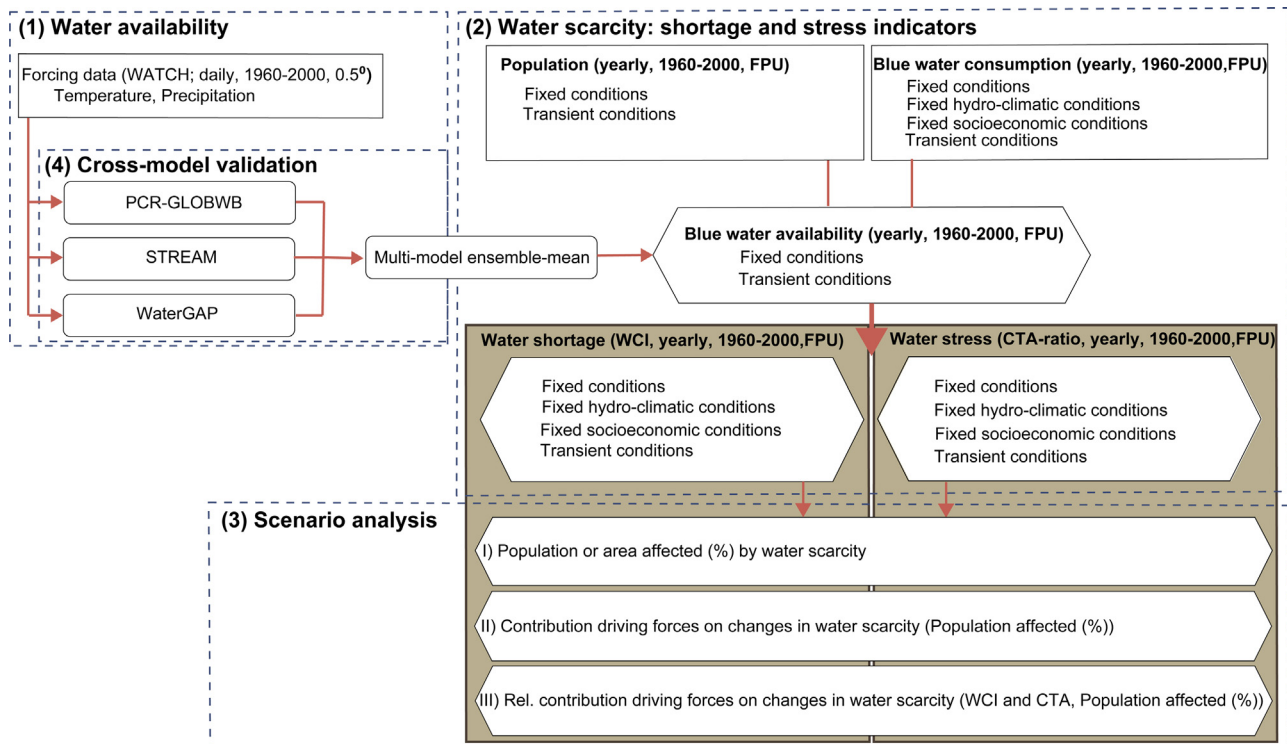 (1) Water availability
Forcing data (WATCH; daily, 1960-2000, 0.5⁰)
Temperature, Precipitation
(4) Cross-model validation
PCR-GLOBWB
STREAM
WaterGAP
Multi-model ensemble-mean
(2) Water scarcity: shortage and stress indicators
Population (yearly, 1960-2000, FPU)
Fixed conditions
Transient conditions
Blue water consumption (yearly, 1960-2000,FPU)
Fixed conditions
Fixed hydro-climatic conditions
Fixed socioeconomic conditions
Transient conditions
Blue water availability (yearly, 1960-2000, FPU)
Fixed conditions
Transient conditions
Water shortage (WCI, yearly, 1960-2000,FPU)
Fixed conditions
Fixed hydro-climatic conditions
Fixed socioeconomic conditions
Transient conditions
Water stress (CTA-ratio, yearly, 1960-2000,FPU)
Fixed conditions
Fixed hydro-climatic conditions
Fixed socioeconomic conditions
Transient conditions
(3) Scenario analysis
I) Population or area affected (%) by water scarcity
II) Contribution driving forces on changes in water scarcity (Population affected (%))
III) Rel. contribution driving forces on changes in water scarcity (WCI and CTA, Population affected (%))